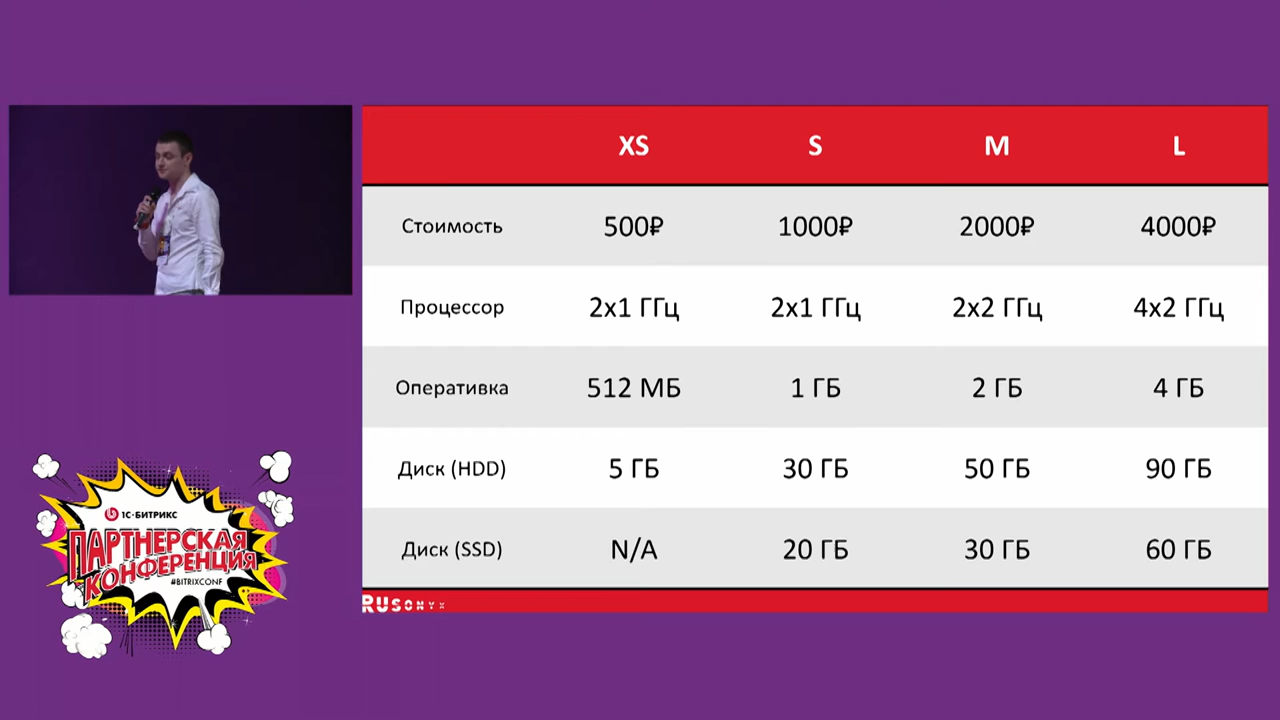 XS S M L
Стоимость 500₽ 1000₽ 2000₽ 4000₽
Процессор 2x1 ГГц 2x1 ГГц 2x2 ГГц 4x2 ГГц
Оперативка 512 МБ 1 ГБ 2 ГБ 4 ГБ
Диск (HDD) 5 ГБ 30 ГБ 50 ГБ 90 ГБ
Диск (SSD) N/A 20 ГБ 30 ГБ 60 ГБ
RUSONYX
1С-БИТРИКС
ПАРТНЕРСКАЯ
КОНФЕРЕНЦИЯ
#BITRIXCONF